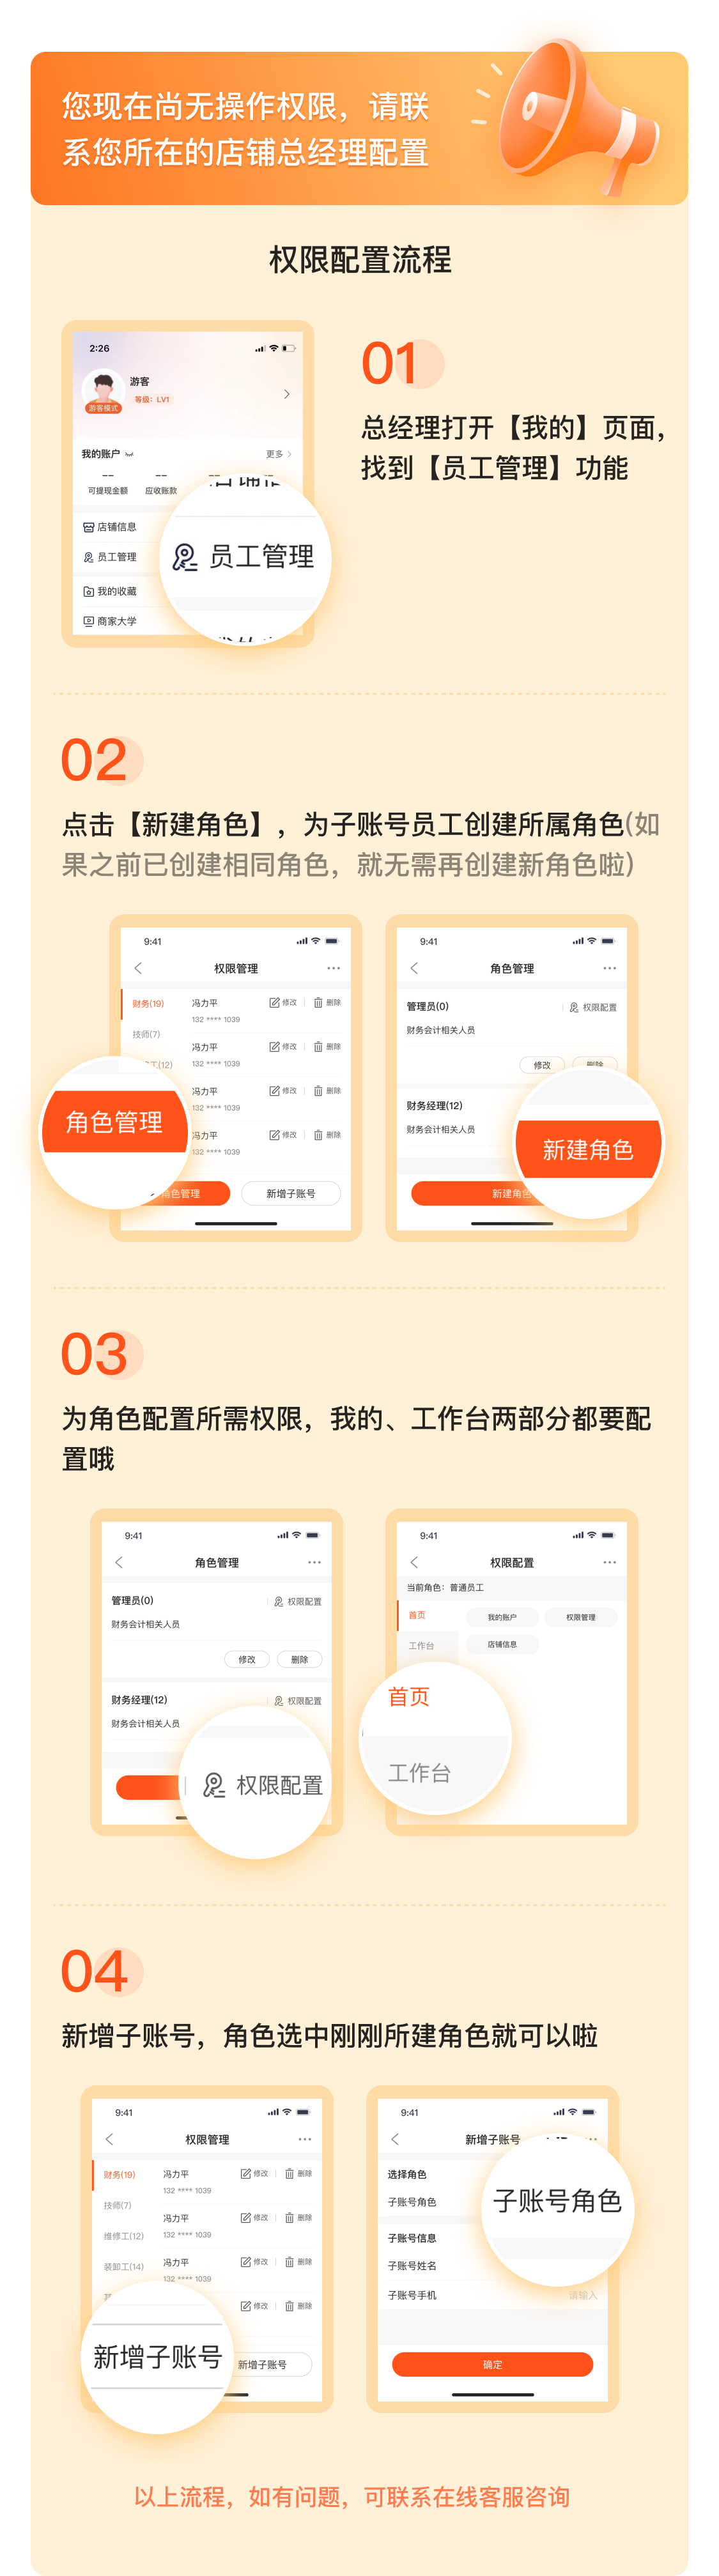 您现在尚无操作权限，请联
系您所在的店铺总经理配置
权限配置流程
2:26
游客
等级：LV1
游客模式
我的账户
更多
--
--
--
可提现金额
应收账款
店铺信息
员工管理
我的收藏
商家大学
员工管理
01
总经理打开【我的】页面，
找到【员工管理】功能
02
点击【新建角色】，为子账号员工创建所属角色(如
果之前已创建相同角色，就无需再创建新角色啦)
9:41
权限管理
财务(19)
技师(7)
工(12)
冯力平
修改
删除
132 **** 1039
冯力平
修改
删除
132 **** 1039
冯力平
修改
删除
132 **** 1039
冯力平
修改
删除
132 **** 1039
角色管理
新增子账号
角色管理
9:41
角色管理
管理员(0)
权限配置
财务会计相关人员
修改
删除
财务经理(12)
财务会计相关人员
新建角色
新建角色
03
为角色配置所需权限，我的、工作台两部分都要配
置哦
9:41
角色管理
管理员(0)
权限配置
财务会计相关人员
修改
删除
财务经理(12)
权限配置
财务会计相关人员
权限配置
9:41
权限配置
当前角色：普通员工
首页
工作台
我的账户
权限管理
店铺信息
首页
工作台
04
新增子账号，角色选中刚刚所建角色就可以啦
9:41
权限管理
财务(19)
技师(7)
维修工(12)
装卸工(14)
冯力平
修改
删除
132 **** 1039
冯力平
修改
删除
132 **** 1039
冯力平
修改
删除
132 **** 1039
修改
删除
新增子账号
新增子账号
9:41
新增子账号
选择角色
子账号角色
子账号信息
子账号姓名
子账号手机
请输入
确定
子账号角色
以上流程，如有问题，可联系在线客服咨询